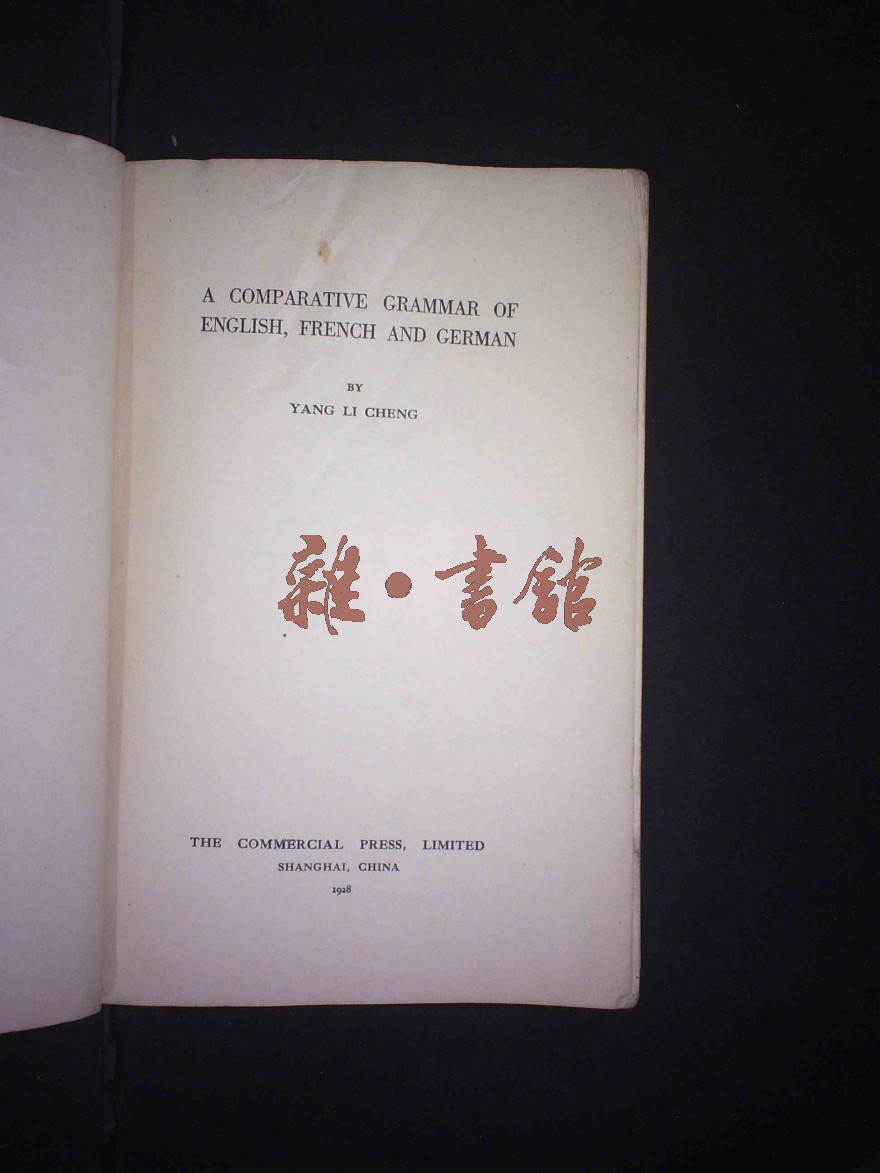 A COMPARATIVE GRAMMAR OF
ENGLISH, FRENCH AND GERMAN
BY
YANG LI CHENG
雜·書館
THE COMMERCIAL PRESS, LIMITED
SHANGHAI, CHINA
1928